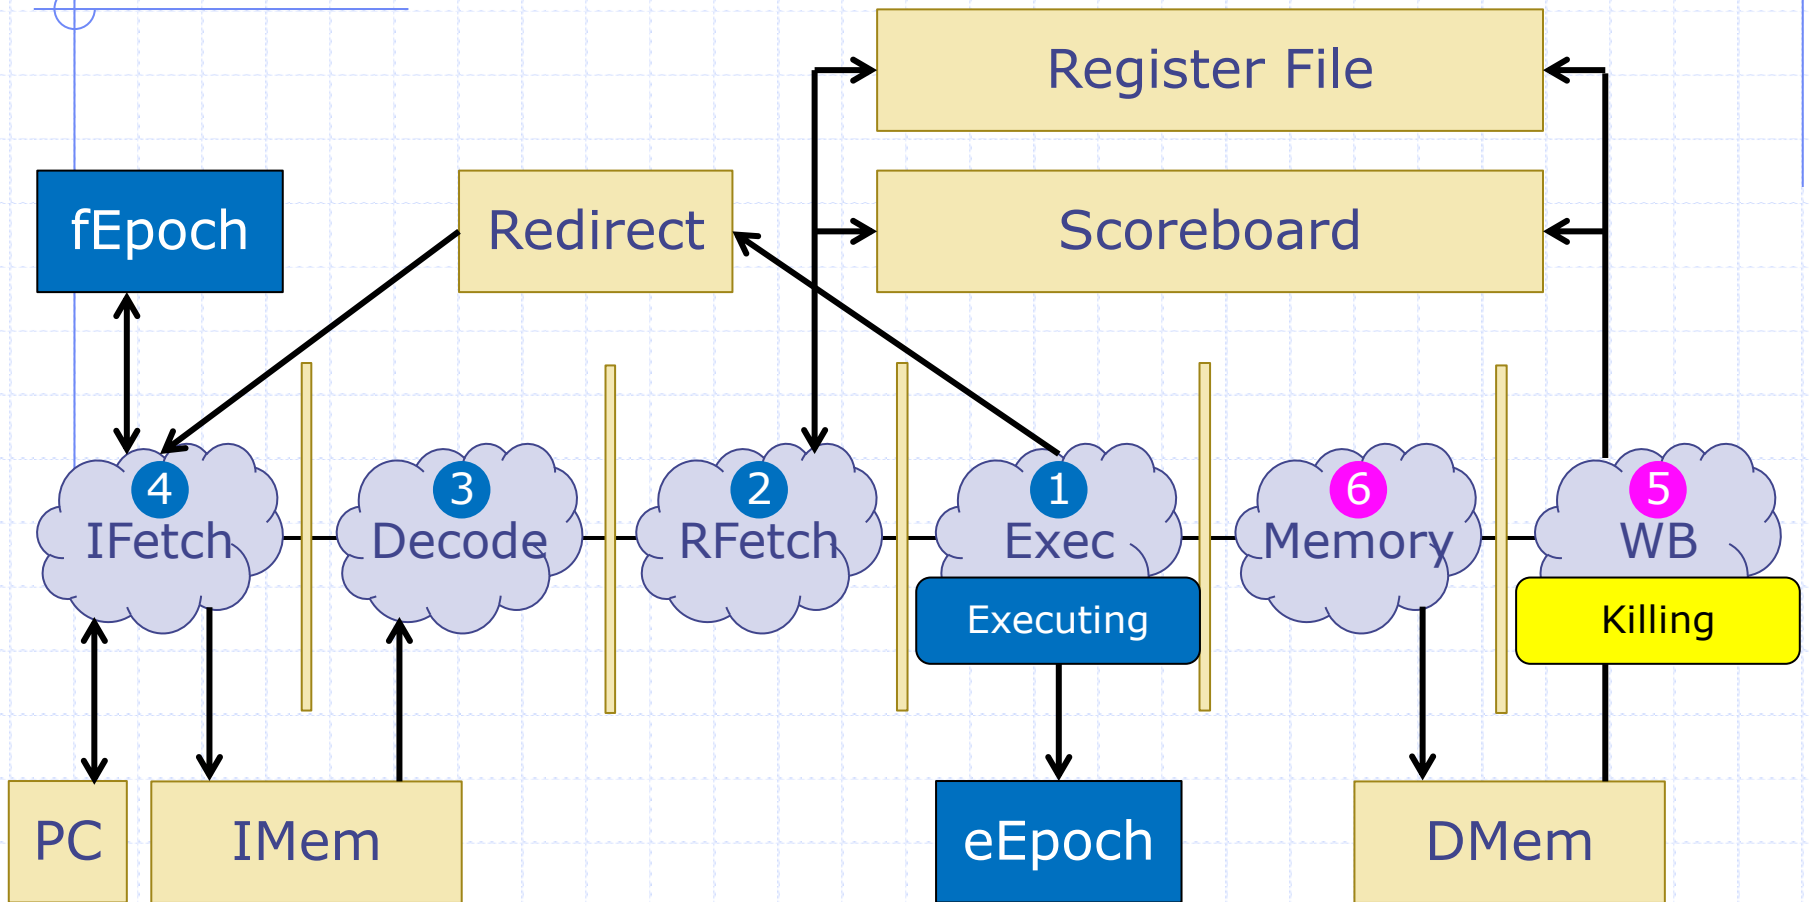 Register File
fEpoch
Redirect
Scoreboard
4
IFetch
3
Decode
2
RFetch
1
Exec
6
Memory
5
WB
Executing
Killing
PC
IMem
eEpoch
DMem